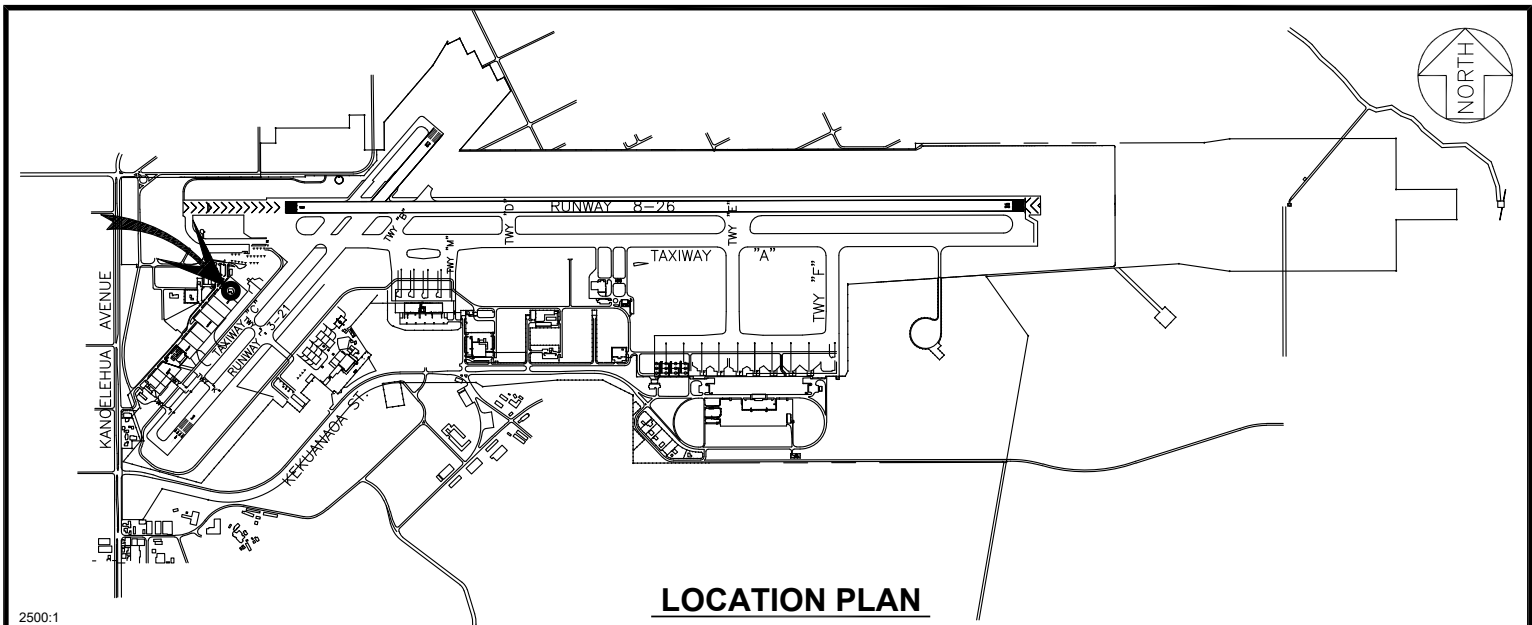 NORTH
RUNWAY 8-26
TWY "B"
TWY "D"
TWY "E"
TWY "M"
TAXIWAY "A"
TWY "F"
KANOELEHUA AVENUE
TAXIWAY "C"
RUNWAY 3-21
KEKUANAOA ST.
LOCATION PLAN
2500:1